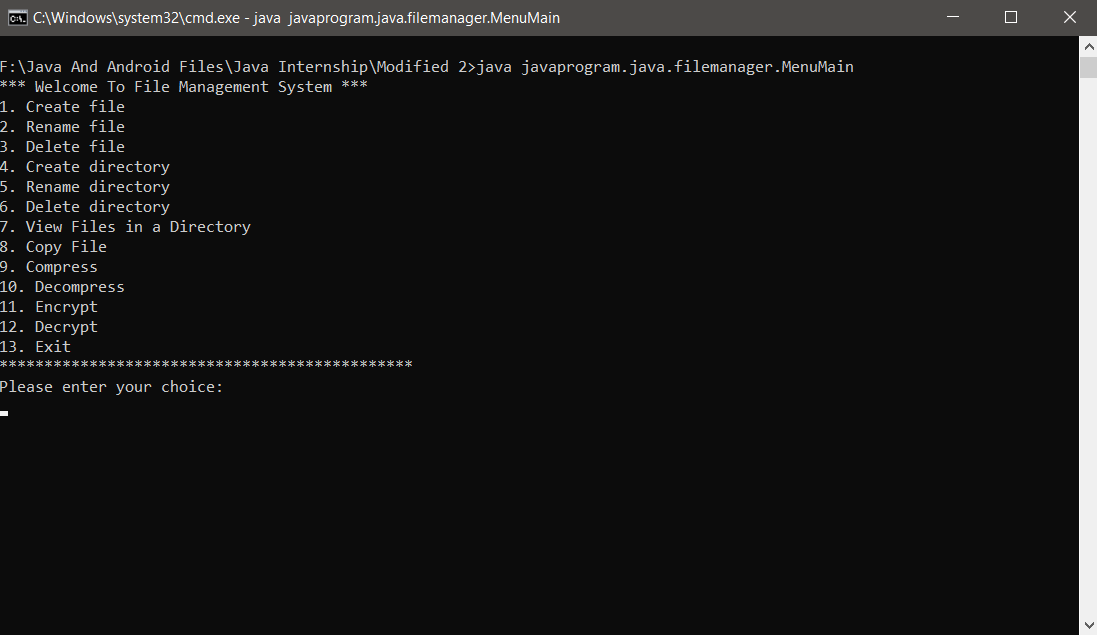 C:\Windows\system32\cmd.exe - java  javaprogram.java.filemanager.MenuMain
F:\Java And Android Files\Java Internship\Modified 2>java javaprogram.java.filemanager.MenuMain
*** Welcome To File Management System ***
1. Create file
2. Rename file
3. Delete file
4. Create directory
5. Rename directory
6. Delete directory
7. View Files in a Directory
8. Copy File
9. Compress
10. Decompress
11. Encrypt
12. Decrypt
13. Exit
**********************************************
Please enter your choice: